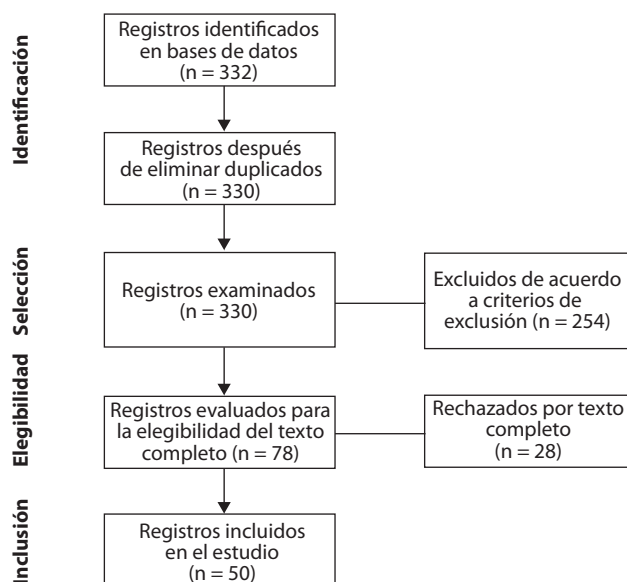 Identificación
Registros identificados
en bases de datos
(n = 332)
Registros después
de eliminar duplicados
(n = 330)
Selección
Registros examinados
(n = 330)
Excluidos de acuerdo
a criterios de
exclusión (n = 254)
Elegibilidad
Registros evaluados para
la elegibilidad del texto
completo (n = 78)
Rechazados por texto
completo
(n = 28)
Inclusión
Registros incluidos
en el estudio
(n = 50)